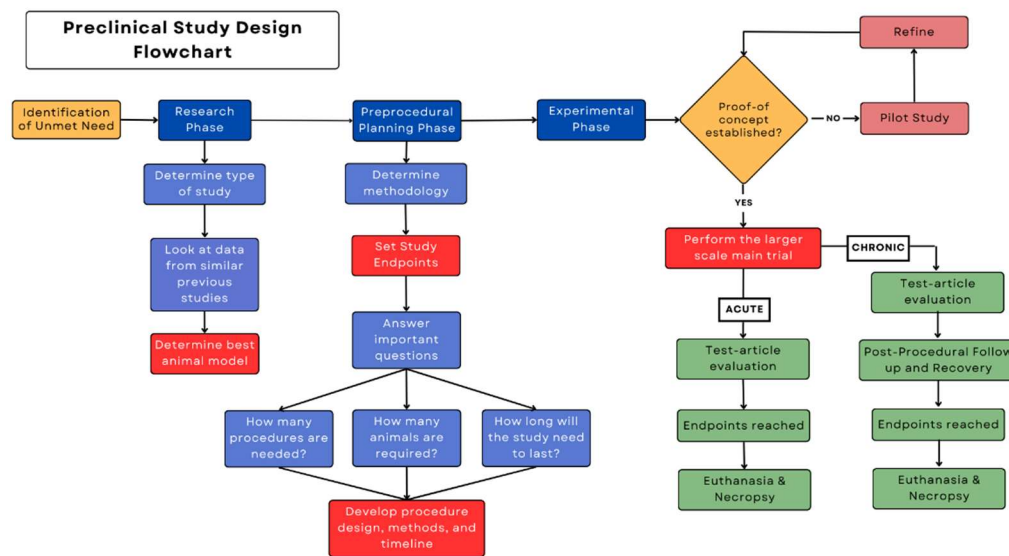 Preclinical Study Design
Flowchart
Identification
of Unmet Need
Research
Phase
Preprocedural
Planning Phase
Experimental
Phase
Proof-of
concept
established?
NO
Pilot Study
Refine
YES
Determine type
of study
Look at data
from similar
previous
studies
Determine best
animal model
Determine
methodology
Set Study
Endpoints
Answer
important
questions
How many
procedures are
needed?
How many
animals are
required?
How long will
the study need
to last?
Develop procedure
design, methods, and
timeline
Perform the larger
scale main trial
ACUTE
Test-article
evaluation
Endpoints reached
Euthanasia &
Necropsy
CHRONIC
Test-article
evaluation
Post-Procedural Follow
up and Recovery
Endpoints reached
Euthanasia &
Necropsy